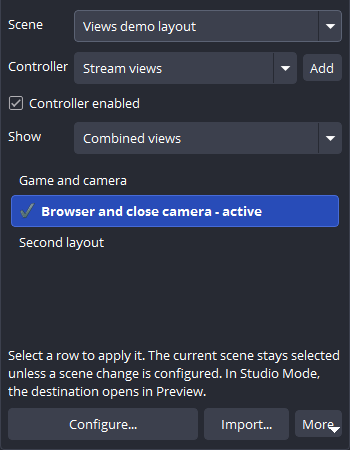 Scene Views demo layout
Controller Stream views Add
Controller enabled
Show Combined views
Game and camera
Browser and close camera - active
Second layout
Select a row to apply it. The current scene stays selected
unless a scene change is configured. In Studio Mode,
the destination opens in Preview.
Configure... Import... More